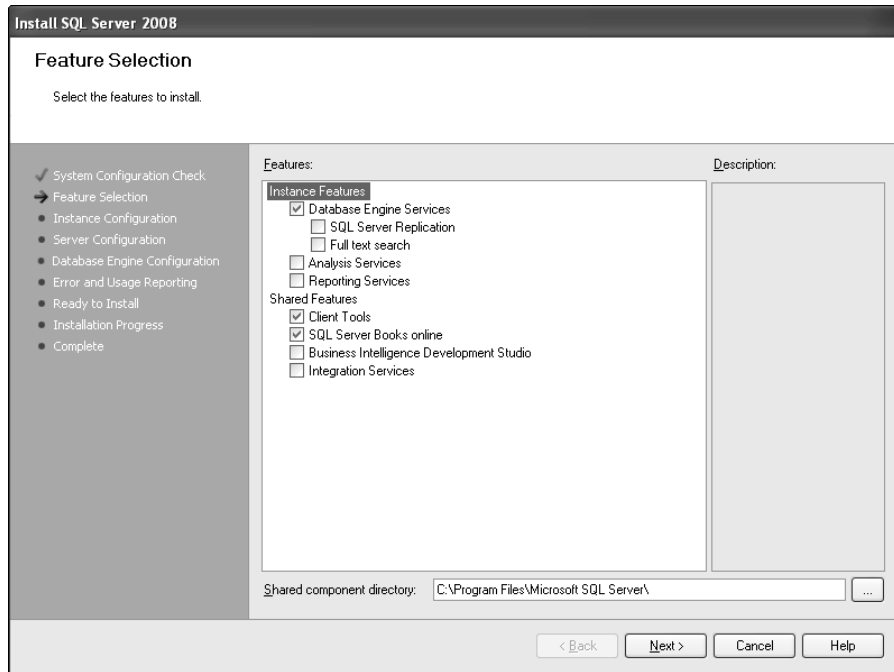 Install SQL Server 2008
Feature Selection
Select the features to install.
System Configuration Check
Feature Selection
Instance Configuration
Server Configuration
Database Engine Configuration
Error and Usage Reporting
Ready to Install
Installation Progress
Complete
Features:
Instance Features
Database Engine Services
SQL Server Replication
Full text search
Analysis Services
Reporting Services
Shared Features
Client Tools
SQL Server Books online
Business Intelligence Development Studio
Integration Services
Description:
Shared component directory: C:\Program Files\Microsoft SQL Server\ ...
< Back Next > Cancel Help